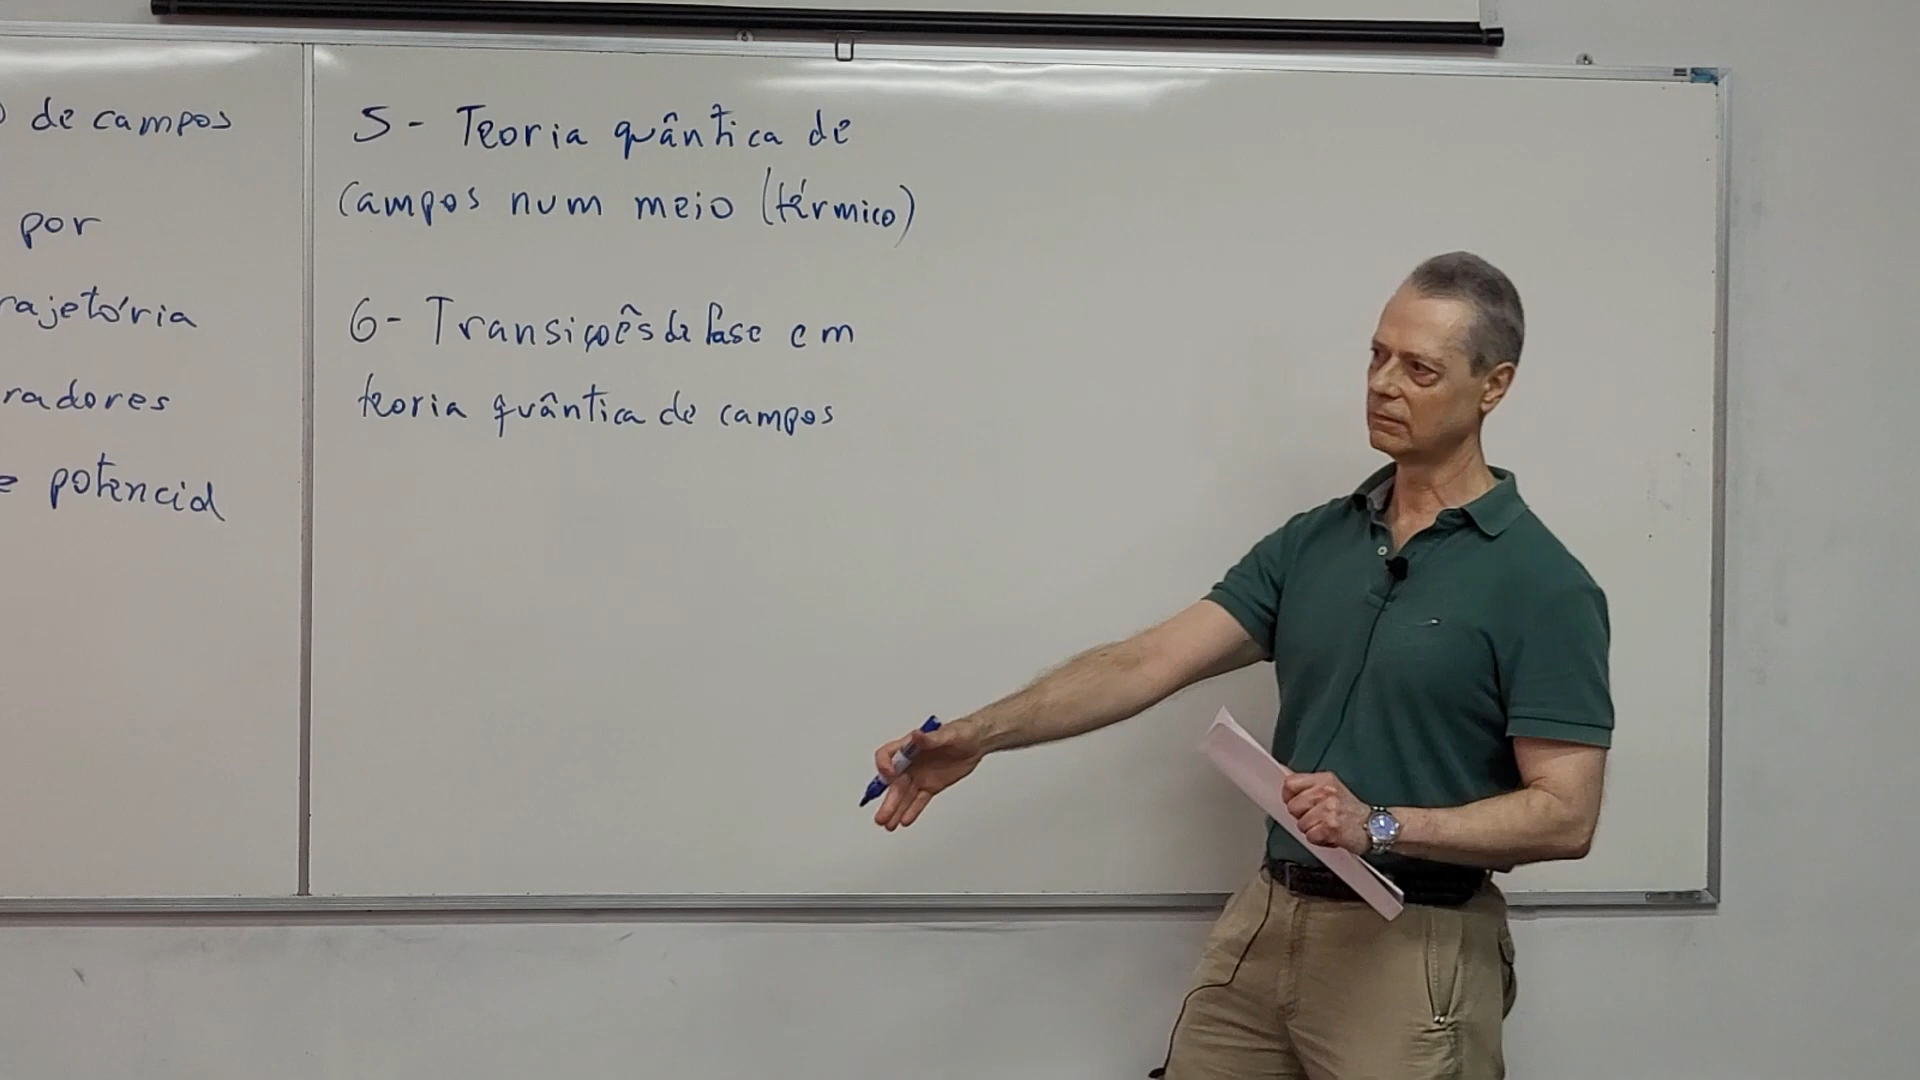 de campos
por
rajetória
radores
e potencial
5 - Teoria quântica de
campos num meio (térmico)
6 - Transiçoês de fase em
teoria quântica de campos